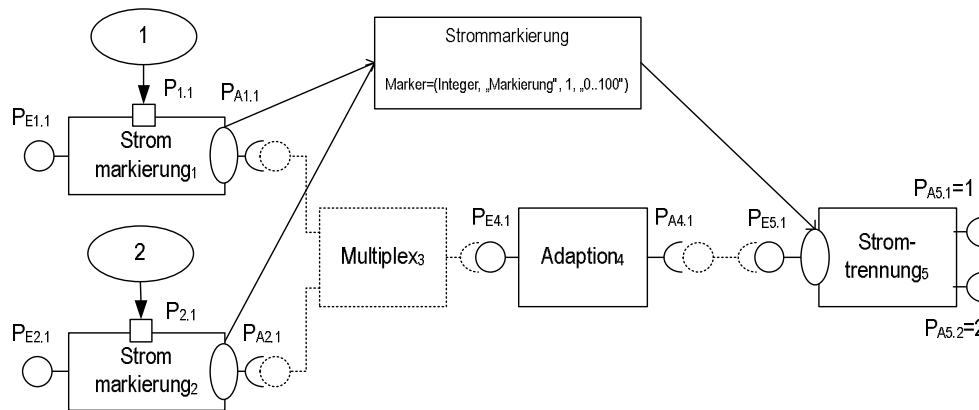 1
Strommarkierung
Marker=(Integer, „Markierung", 1, „0..100")
P1.1
PA1.1
PE1.1
Strom
markierung1
PA5.1=1
PE4.1
PA4.1
PE5.1
2
Multiplex3
Adaption4
Strom-
trennung5
P2.1
PA2.1
PE2.1
PA5.2=2
Strom
markierung2